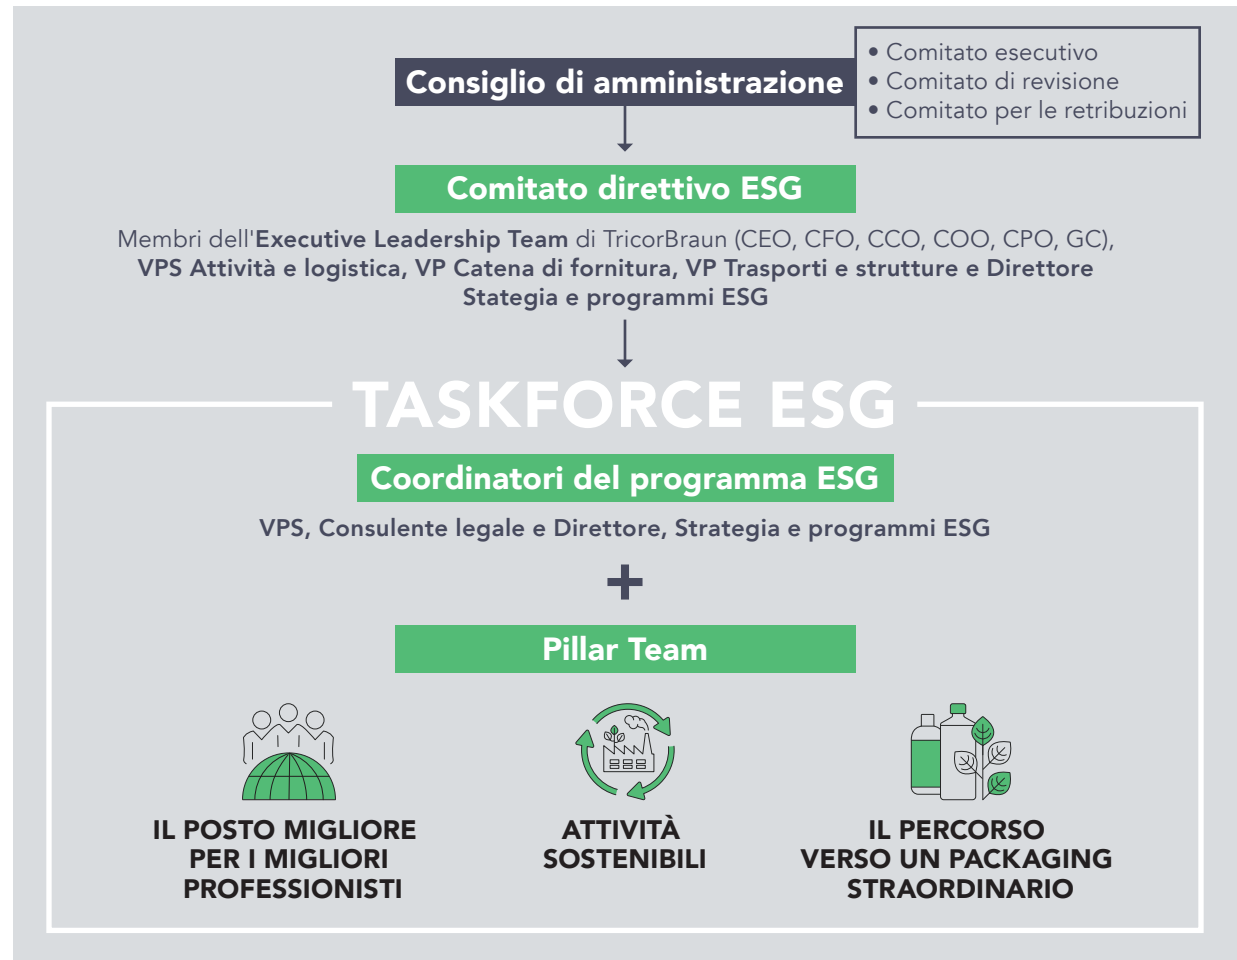 Consiglio di amministrazione
• Comitato esecutivo
• Comitato di revisione
• Comitato per le retribuzioni
Comitato direttivo ESG
Membri dell'Executive Leadership Team di TricorBraun (CEO, CFO, CCO, COO, CPO, GC),
VPS Attività e logistica, VP Catena di fornitura, VP Trasporti e strutture e Direttore
Stategia e programmi ESG
TASKFORCE ESG
Coordinatori del programma ESG
VPS, Consulente legale e Direttore, Strategia e programmi ESG
+
Pillar Team
IL POSTO MIGLIORE
PER I MIGLIORI
PROFESSIONISTI
ATTIVITÀ
SOSTENIBILI
IL PERCORSO
VERSO UN PACKAGING
STRAORDINARIO